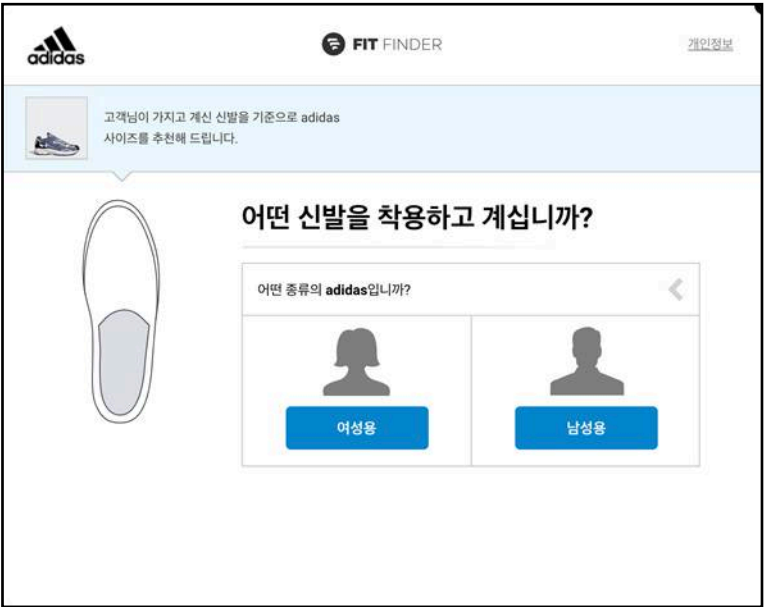 adidas
FIT FINDER
개인정보
고객님이 가지고 계신 신발을 기준으로 adidas
사이즈를 추천해 드립니다.
어떤 신발을 착용하고 계십니까?
어떤 종류의 adidas입니까?
여성용
남성용